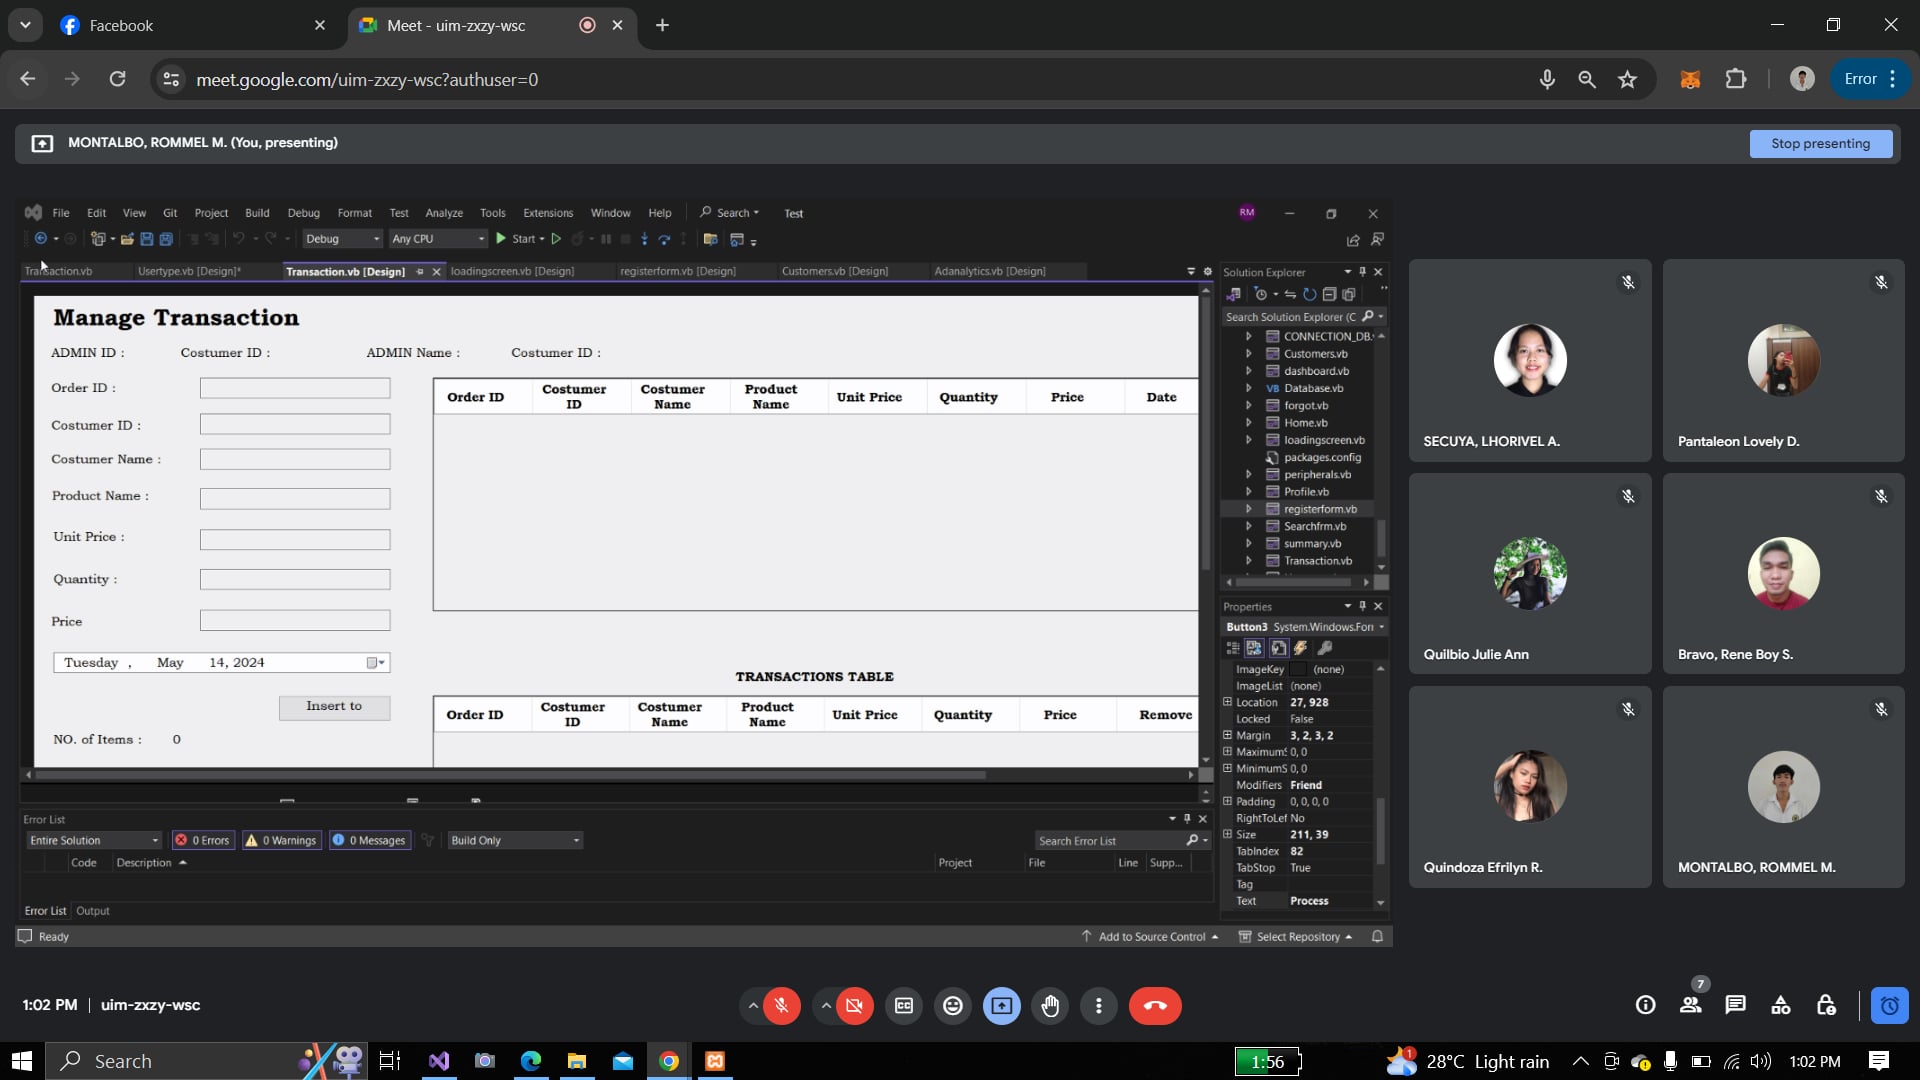 Facebook
Meet - uim-zxzy-wsc
meet.google.com/uim-zxzy-wsc?authuser=0
Error
MONTALBO, ROMMEL M. (You, presenting)
Stop presenting
File Edit View Git Project Build Debug Format Test Analyze Tools Extensions Window Help Search Test RM
Debug Any CPU Start
Transaction.vb Usertype.vb [Design]* Transaction.vb [Design] loadingscreen.vb [Design] registerform.vb [Design] Customers.vb [Design] Adanalytics.vb [Design]
Manage Transaction
ADMIN ID : Costumer ID : ADMIN Name : Costumer ID :
Order ID :
Costumer ID :
Costumer Name :
Product Name :
Unit Price :
Quantity :
Price
Tuesday , May 14, 2024
Insert to
NO. of Items : 0
Order ID Costumer ID Costumer Name Product Name Unit Price Quantity Price Date
TRANSACTIONS TABLE
Order ID Costumer ID Costumer Name Product Name Unit Price Quantity Price Remove
Solution Explorer
Search Solution Explorer (C
CONNECTION_DB.
Customers.vb
dashboard.vb
VB Database.vb
forgot.vb
Home.vb
loadingscreen.vb
packages.config
peripherals.vb
Profile.vb
registerform.vb
Searchfrm.vb
summary.vb
Transaction.vb
Properties
Button3 System.Windows.For
ImageKey (none)
ImageList (none)
Location 27, 928
Locked False
Margin 3, 2, 3, 2
MaximumS 0, 0
MinimumS 0, 0
Modifiers Friend
Padding 0, 0, 0, 0
RightToLef No
Size 211, 39
TabIndex 82
TabStop True
Tag
Text Process
Error List
Entire Solution 0 Errors 0 Warnings 0 Messages Build Only Search Error List
Code Description Project File Line Supp...
Error List Output
Ready Add to Source Control Select Repository
SECUYA, LHORIVEL A.
Pantaleon Lovely D.
Quilbio Julie Ann
Bravo, Rene Boy S.
Quindoza Efrilyn R.
MONTALBO, ROMMEL M.
1:02 PM | uim-zxzy-wsc
CC
7
Search
1:56
1
28°C Light rain
1:02 PM